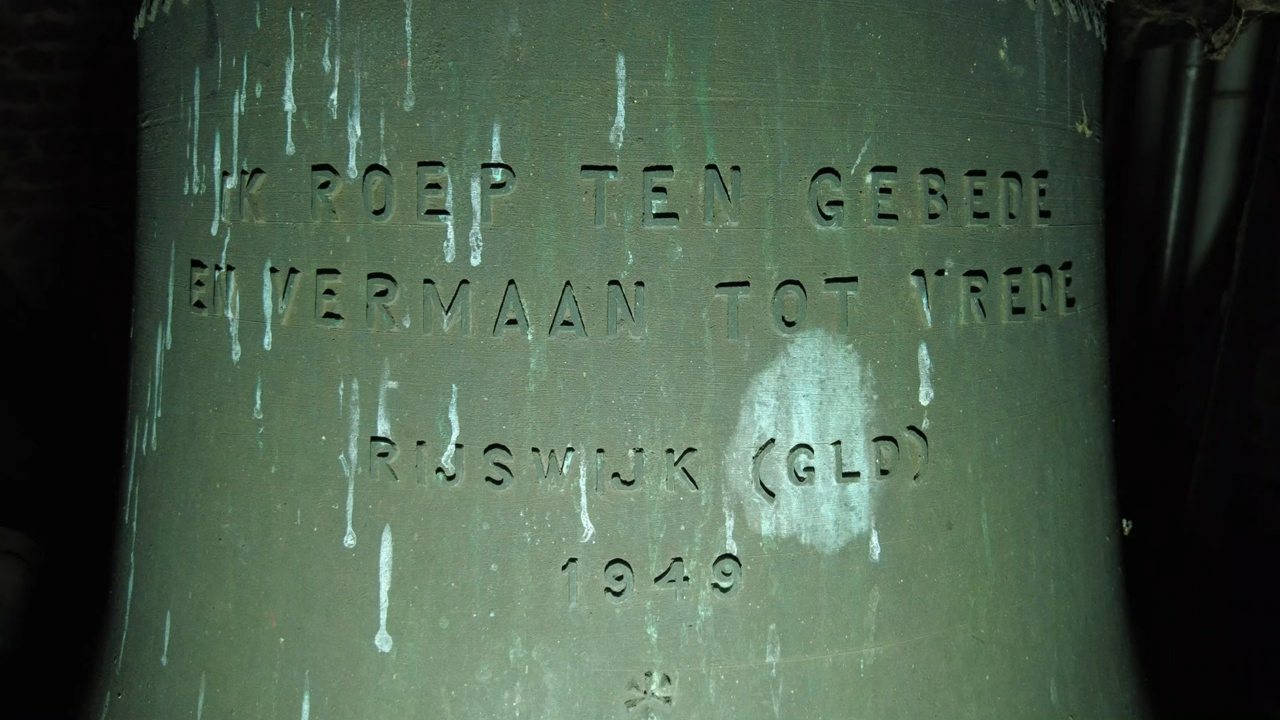 IK ROEP TEN GEBEDE
EN VERMAAN TOT VREDE
RIJSWIJK (GLD)
1949